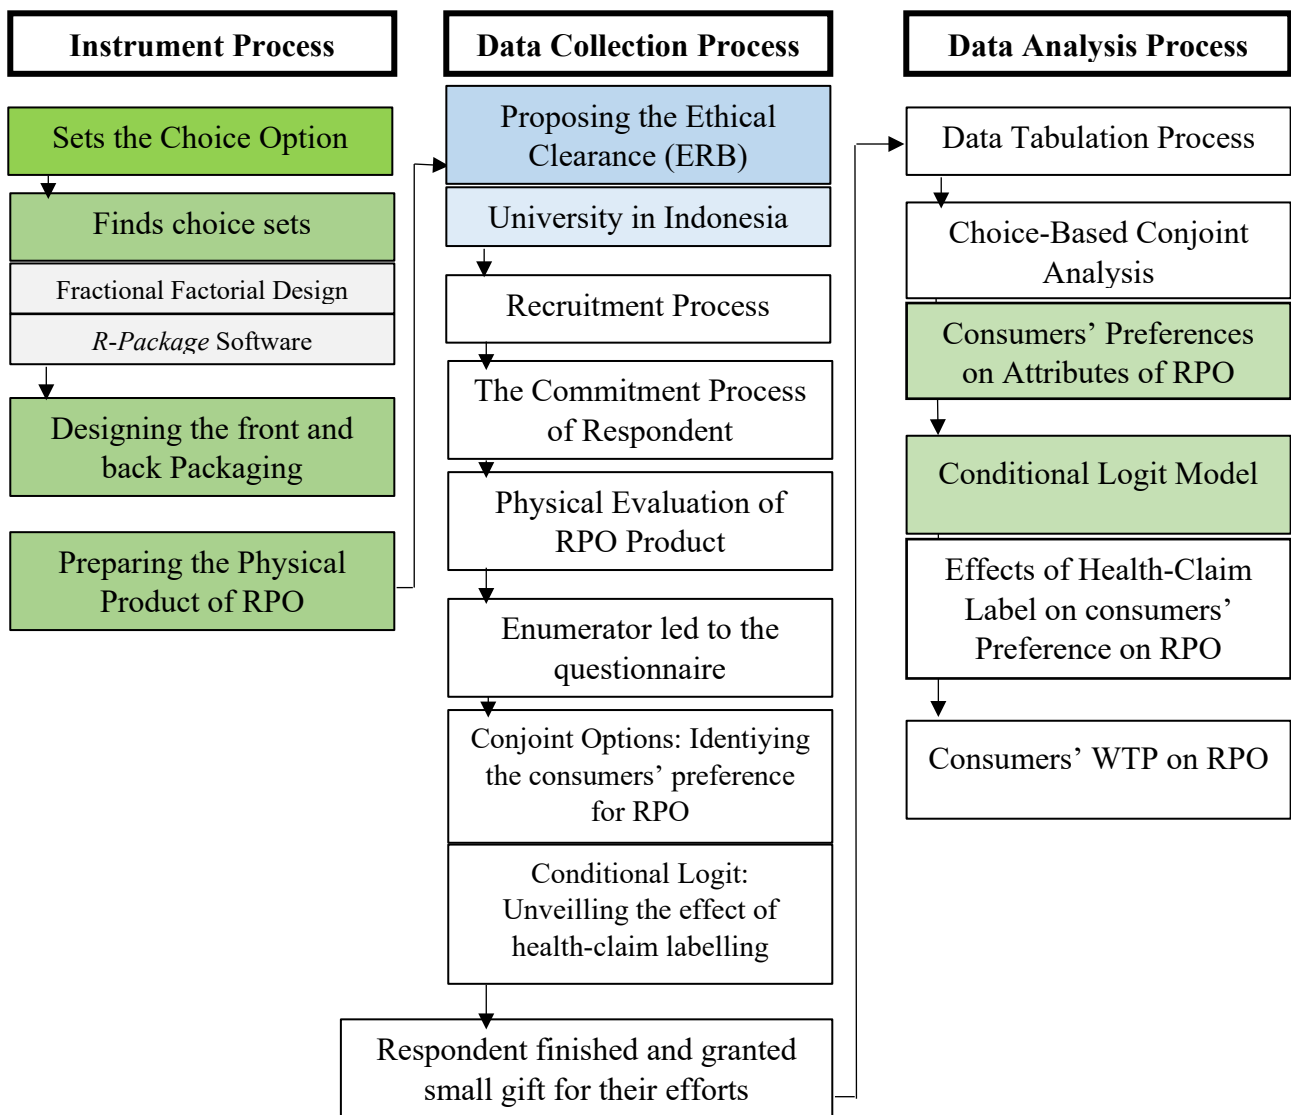 Instrument Process
Sets the Choice Option
Finds choice sets
Fractional Factorial Design
R-Package Software
Designing the front and
back Packaging
Preparing the Physical
Product of RPO
Data Collection Process
Proposing the Ethical
Clearance (ERB)
University in Indonesia
Recruitment Process
The Commitment Process
of Respondent
Physical Evaluation of
RPO Product
Enumerator led to the
questionnaire
Conjoint Options: Identiying
the consumers’ preference
for RPO
Conditional Logit:
Unveilling the effect of
health-claim labelling
Respondent finished and granted
small gift for their efforts
Data Analysis Process
Data Tabulation Process
Choice-Based Conjoint
Analysis
Consumers’ Preferences
on Attributes of RPO
Conditional Logit Model
Effects of Health-Claim
Label on consumers’
Preference on RPO
Consumers’ WTP on RPO